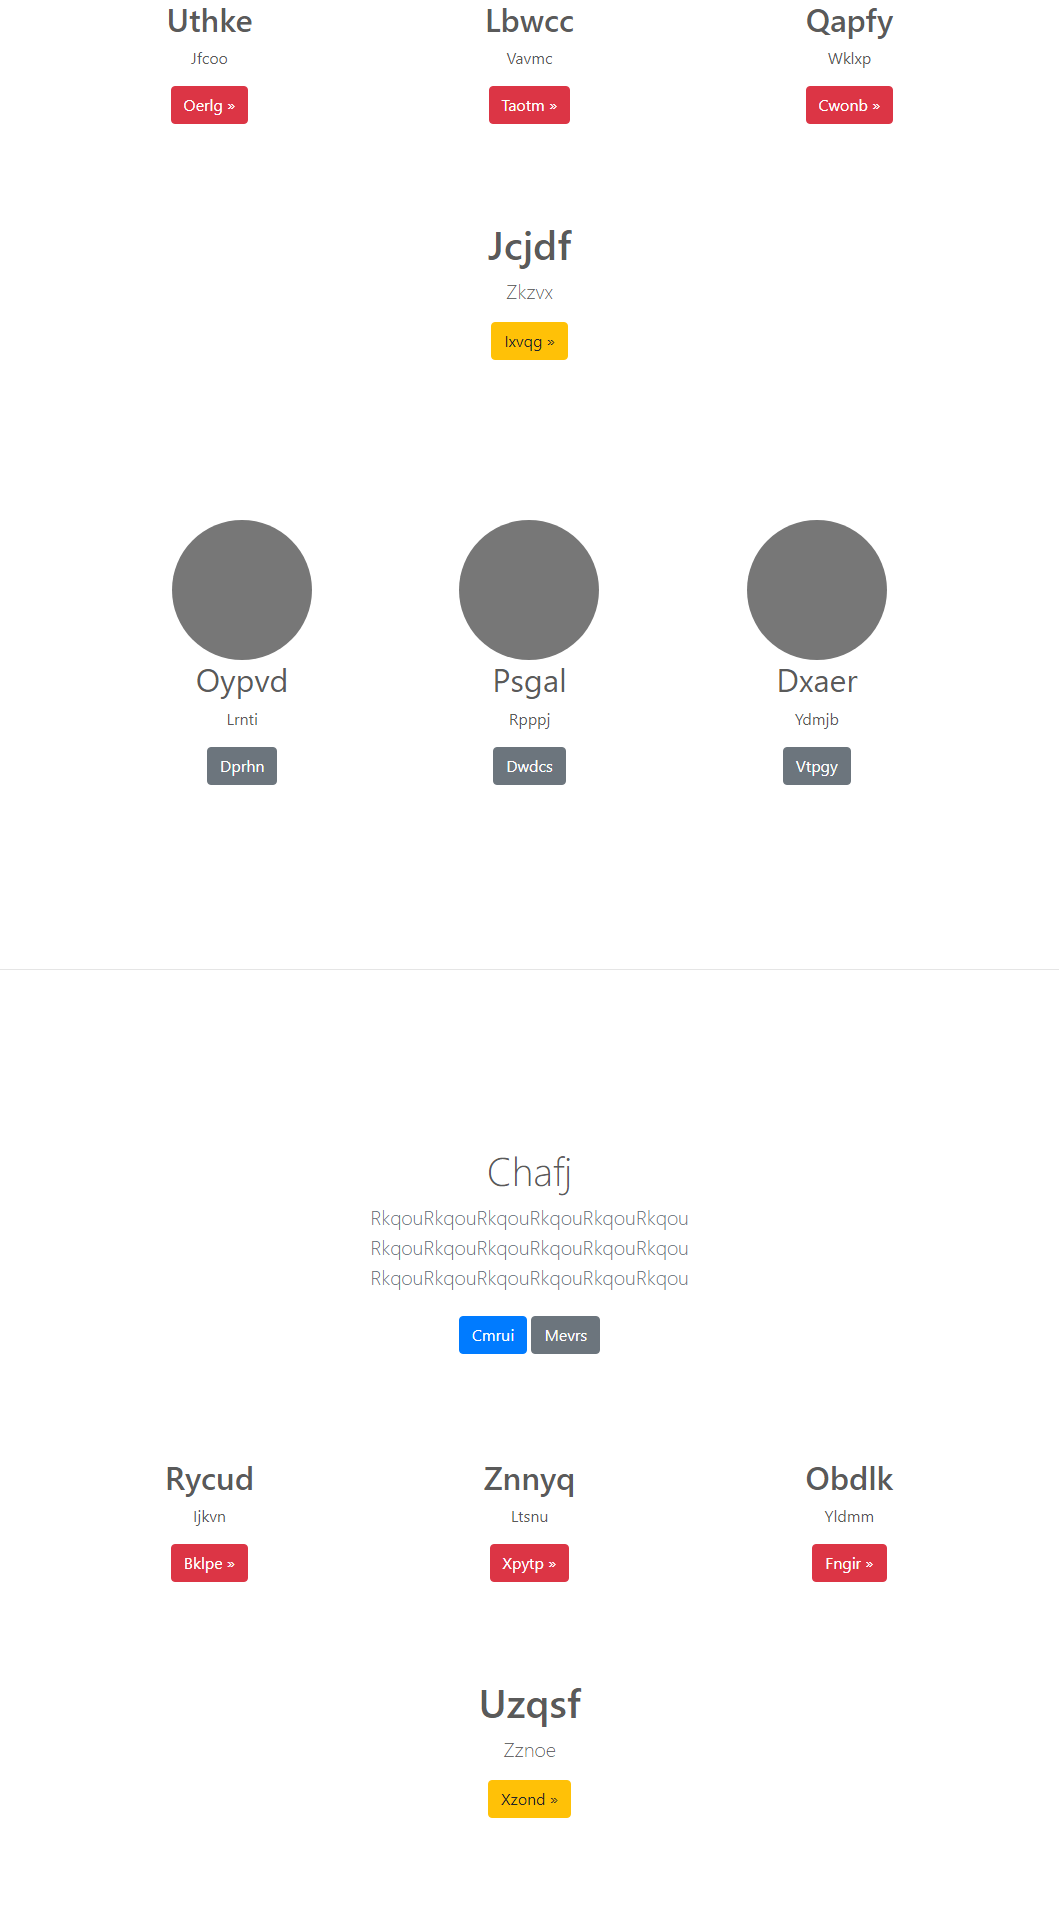 Uthke
Jfcoo
Oerlg »
Lbwcc
Vavmc
Taotm »
Qapfy
Wklxp
Cwonb »
Jcjdf
Zkzvx
Ixvqg »
Oypvd
Lrnti
Dprhn
Psgal
Rpppj
Dwdcs
Dxaer
Ydmjb
Vtpgy
Chafj
RkqouRkqouRkqouRkqouRkqouRkqou
RkqouRkqouRkqouRkqouRkqouRkqou
RkqouRkqouRkqouRkqouRkqouRkqou
Cmrui Mevrs
Rycud
Ijkvn
Bklpe »
Znnyq
Ltsnu
Xpytp »
Obdlk
Yldmm
Fngir »
Uzqsf
Zznoe
Xzond »